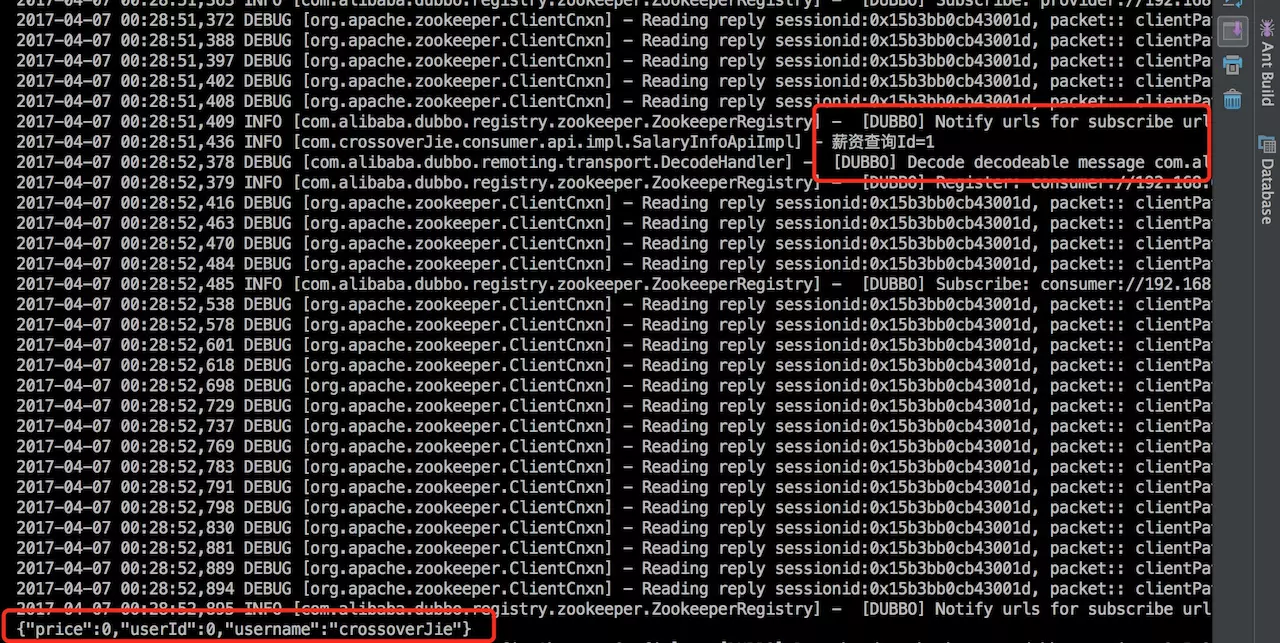 2017-04-07 00:28:51,363 INFO [com.alibaba.dubbo.registry.zookeeper.ZookeeperRegistry] - [DUBBO] Subscribe: provider://192.168
2017-04-07 00:28:51,372 DEBUG [org.apache.zookeeper.ClientCnxn] - Reading reply sessionid:0x15b3bb0cb43001d, packet:: clientPa
2017-04-07 00:28:51,388 DEBUG [org.apache.zookeeper.ClientCnxn] - Reading reply sessionid:0x15b3bb0cb43001d, packet:: clientPa
2017-04-07 00:28:51,397 DEBUG [org.apache.zookeeper.ClientCnxn] - Reading reply sessionid:0x15b3bb0cb43001d, packet:: clientPa
2017-04-07 00:28:51,402 DEBUG [org.apache.zookeeper.ClientCnxn] - Reading reply sessionid:0x15b3bb0cb43001d, packet:: clientPa
2017-04-07 00:28:51,408 DEBUG [org.apache.zookeeper.ClientCnxn] - Reading reply sessionid:0x15b3bb0cb43001d, packet:: clientPa
2017-04-07 00:28:51,409 INFO [com.alibaba.dubbo.registry.zookeeper.ZookeeperRegistry] - [DUBBO] Notify urls for subscribe url
2017-04-07 00:28:51,436 INFO [com.crossoverJie.consumer.api.impl.SalaryInfoApiImpl] - 薪资查询Id=1
2017-04-07 00:28:52,378 DEBUG [com.alibaba.dubbo.remoting.transport.DecodeHandler] - [DUBBO] Decode decodeable message com.al
2017-04-07 00:28:52,379 INFO [com.alibaba.dubbo.registry.zookeeper.ZookeeperRegistry] - [DUBBO] Register: consumer://192.168.
2017-04-07 00:28:52,416 DEBUG [org.apache.zookeeper.ClientCnxn] - Reading reply sessionid:0x15b3bb0cb43001d, packet:: clientPa
2017-04-07 00:28:52,463 DEBUG [org.apache.zookeeper.ClientCnxn] - Reading reply sessionid:0x15b3bb0cb43001d, packet:: clientPa
2017-04-07 00:28:52,470 DEBUG [org.apache.zookeeper.ClientCnxn] - Reading reply sessionid:0x15b3bb0cb43001d, packet:: clientPa
2017-04-07 00:28:52,484 DEBUG [org.apache.zookeeper.ClientCnxn] - Reading reply sessionid:0x15b3bb0cb43001d, packet:: clientPa
2017-04-07 00:28:52,485 INFO [com.alibaba.dubbo.registry.zookeeper.ZookeeperRegistry] - [DUBBO] Subscribe: consumer://192.168
2017-04-07 00:28:52,538 DEBUG [org.apache.zookeeper.ClientCnxn] - Reading reply sessionid:0x15b3bb0cb43001d, packet:: clientPa
2017-04-07 00:28:52,578 DEBUG [org.apache.zookeeper.ClientCnxn] - Reading reply sessionid:0x15b3bb0cb43001d, packet:: clientPa
2017-04-07 00:28:52,601 DEBUG [org.apache.zookeeper.ClientCnxn] - Reading reply sessionid:0x15b3bb0cb43001d, packet:: clientPa
2017-04-07 00:28:52,618 DEBUG [org.apache.zookeeper.ClientCnxn] - Reading reply sessionid:0x15b3bb0cb43001d, packet:: clientPa
2017-04-07 00:28:52,698 DEBUG [org.apache.zookeeper.ClientCnxn] - Reading reply sessionid:0x15b3bb0cb43001d, packet:: clientPa
2017-04-07 00:28:52,729 DEBUG [org.apache.zookeeper.ClientCnxn] - Reading reply sessionid:0x15b3bb0cb43001d, packet:: clientPa
2017-04-07 00:28:52,737 DEBUG [org.apache.zookeeper.ClientCnxn] - Reading reply sessionid:0x15b3bb0cb43001d, packet:: clientPa
2017-04-07 00:28:52,769 DEBUG [org.apache.zookeeper.ClientCnxn] - Reading reply sessionid:0x15b3bb0cb43001d, packet:: clientPa
2017-04-07 00:28:52,783 DEBUG [org.apache.zookeeper.ClientCnxn] - Reading reply sessionid:0x15b3bb0cb43001d, packet:: clientPa
2017-04-07 00:28:52,791 DEBUG [org.apache.zookeeper.ClientCnxn] - Reading reply sessionid:0x15b3bb0cb43001d, packet:: clientPa
2017-04-07 00:28:52,798 DEBUG [org.apache.zookeeper.ClientCnxn] - Reading reply sessionid:0x15b3bb0cb43001d, packet:: clientPa
2017-04-07 00:28:52,830 DEBUG [org.apache.zookeeper.ClientCnxn] - Reading reply sessionid:0x15b3bb0cb43001d, packet:: clientPa
2017-04-07 00:28:52,881 DEBUG [org.apache.zookeeper.ClientCnxn] - Reading reply sessionid:0x15b3bb0cb43001d, packet:: clientPa
2017-04-07 00:28:52,889 DEBUG [org.apache.zookeeper.ClientCnxn] - Reading reply sessionid:0x15b3bb0cb43001d, packet:: clientPa
2017-04-07 00:28:52,894 DEBUG [org.apache.zookeeper.ClientCnxn] - Reading reply sessionid:0x15b3bb0cb43001d, packet:: clientPa
2017-04-07 00:28:52,895 INFO [com.alibaba.dubbo.registry.zookeeper.ZookeeperRegistry] - [DUBBO] Notify urls for subscribe url
{"price":0,"userId":0,"username":"crossoverJie"}
Ant Build
Database